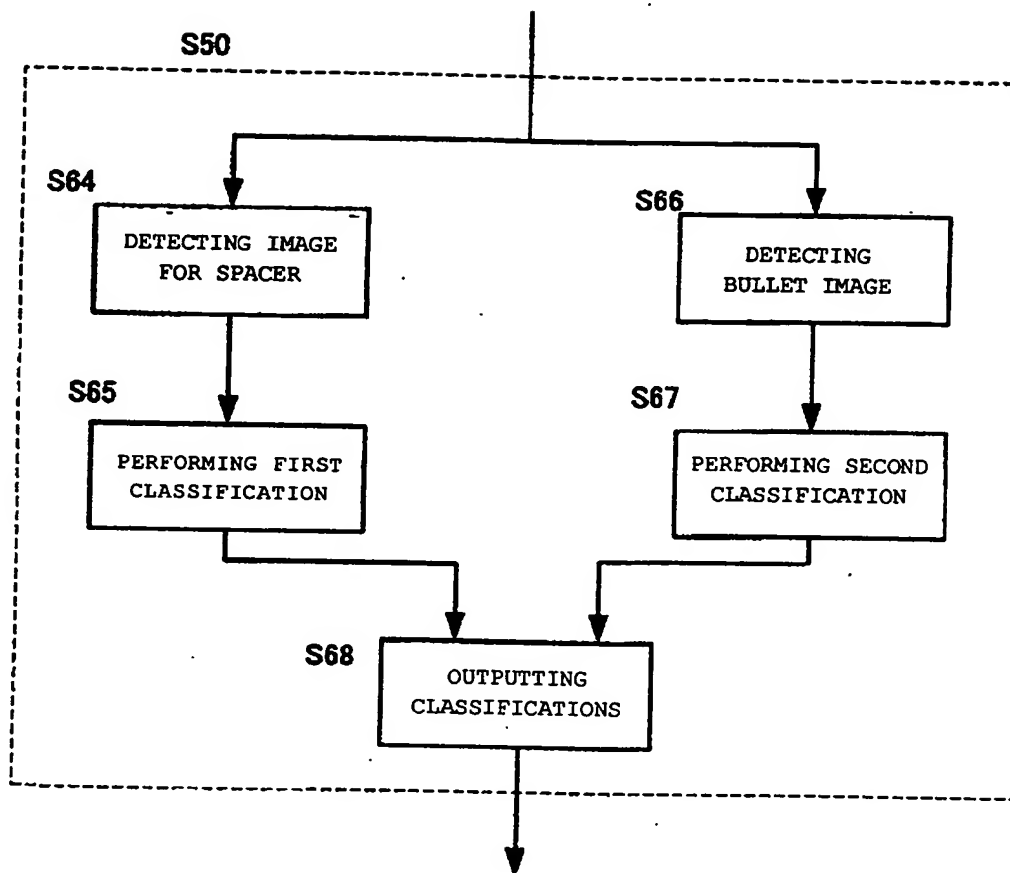 S50
S64
DETECTING IMAGE
FOR SPACER
S66
DETECTING
BULLET IMAGE
S65
PERFORMING FIRST
CLASSIFICATION
S67
PERFORMING SECOND
CLASSIFICATION
S68
OUTPUTTING
CLASSIFICATIONS